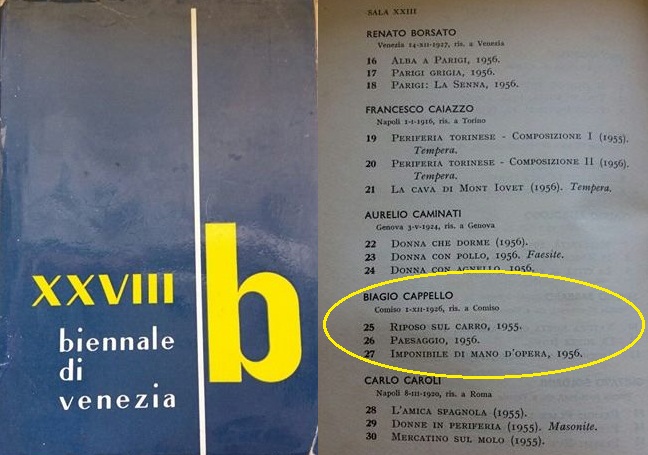 XXVIII
biennale
di
venezia
b
SALA XXIII
RENATO BORSATO
Venezia 14-XII-1927, ris. a Venezia
16 ALBA A PARIGI, 1956.
17 PARIGI GRIGIA, 1956.
18 PARIGI: LA SENNA, 1956.
FRANCESCO CAIAZZO
Napoli 1-I-1916, ris. a Torino
19 PERIFERIA TORINESE - COMPOSIZIONE I (1955).
Tempera.
20 PERIFERIA TORINESE - COMPOSIZIONE II (1956).
Tempera.
21 LA CAVA DI MONT IOVET (1956). Tempera.
AURELIO CAMINATI
Genova 3-V-1924, ris. a Genova
22 DONNA CHE DORME (1956).
23 DONNA CON POLLO, 1956. Faesite.
24 DONNA CON AGNELLO, 1956.
BIAGIO CAPPELLO
Comiso 1-XII-1926, ris. a Comiso
25 RIPOSO SUL CARRO, 1955.
26 PAESAGGIO, 1956.
27 IMPONIBILE DI MANO D'OPERA, 1956.
CARLO CAROLI
Napoli 8-III-1920, ris. a Roma
28 L'AMICA SPAGNOLA (1955).
29 DONNE IN PERIFERIA (1955). Masonite.
30 MERCATINO SUL MOLO (1955).